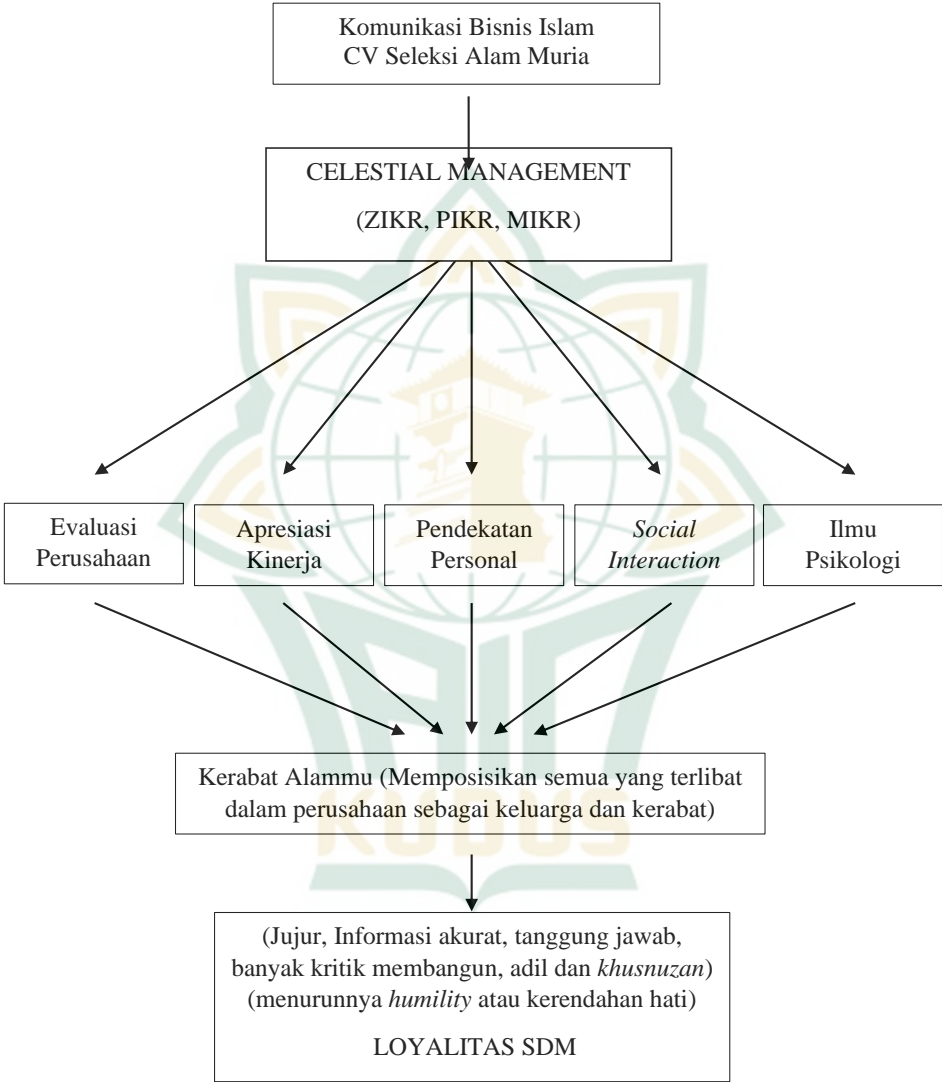 Komunikasi Bisnis Islam
CV Seleksi Alam Muria
CELESTIAL MANAGEMENT
(ZIKR, PIKR, MIKR)
Evaluasi
Perusahaan
Apresiasi
Kinerja
Pendekatan
Personal
Social
Interaction
Ilmu
Psikologi
Kerabat Alammu (Memposisikan semua yang terlibat
dalam perusahaan sebagai keluarga dan kerabat)
(Jujur, Informasi akurat, tanggung jawab,
banyak kritik membangun, adil dan khusnuzan)
(menurunnya humility atau kerendahan hati)
LOYALITAS SDM
IAIN
KUDUS